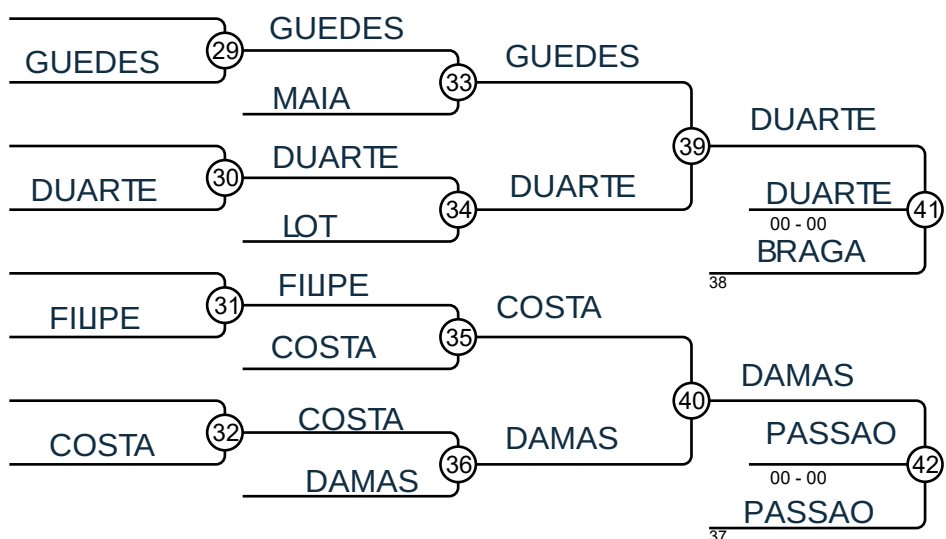 GUEDES
GUEDES
29
GUEDES
33
MAIA
DUARTE
39
DUARTE
30
DUARTE
DUARTE
DUARTE
34
41
00 - 00
LOT
BRAGA
38
FILIPE
31
COSTA
FILIPE
35
COSTA
DAMAS
40
COSTA
32
COSTA
DAMAS
PASSAO
36
42
00 - 00
DAMAS
PASSAO
37